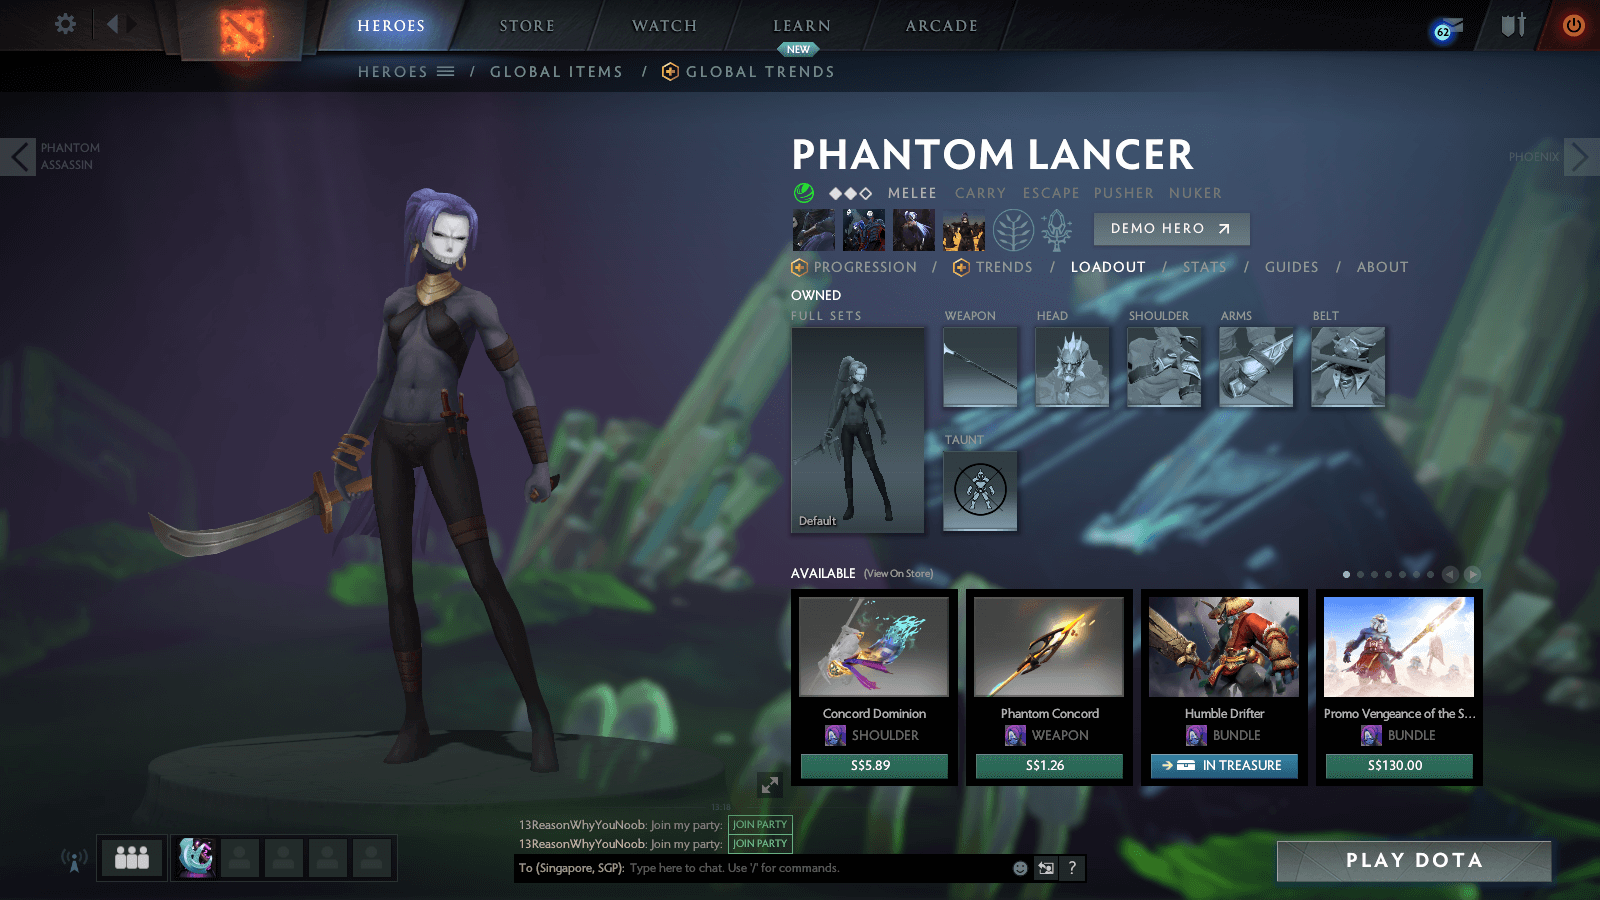 HEROES
STORE
WATCH
LEARN
ARCADE
NEW
62
HEROES / GLOBAL ITEMS / GLOBAL TRENDS
PHANTOM
ASSASSIN
PHANTOM LANCER
PHOENIX
MELEE CARRY ESCAPE PUSHER NUKER
DEMO HERO
PROGRESSION / TRENDS / LOADOUT / STATS / GUIDES / ABOUT
OWNED
FULL SETS
WEAPON
HEAD
SHOULDER
ARMS
BELT
TAUNT
Default
AVAILABLE (View On Store)
Concord Dominion
SHOULDER
S$5.89
Phantom Concord
WEAPON
S$1.26
Humble Drifter
BUNDLE
IN TREASURE
Promo Vengeance of the S...
BUNDLE
S$130.00
13:18
13ReasonWhyYouNoob: Join my party: JOIN PARTY
13ReasonWhyYouNoob: Join my party: JOIN PARTY
To (Singapore, SGP): Type here to chat. Use '/' for commands.
?
PLAY DOTA